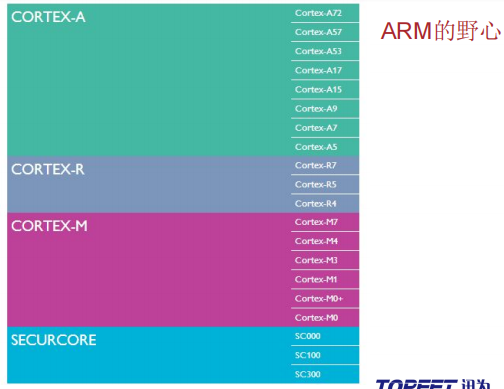 CORTEX-A
Cortex-A72
Cortex-A57
Cortex-A53
Cortex-A17
Cortex-A15
Cortex-A9
Cortex-A7
Cortex-A5
CORTEX-R
Cortex-R7
Cortex-R5
Cortex-R4
CORTEX-M
Cortex-M7
Cortex-M4
Cortex-M3
Cortex-M1
Cortex-M0+
Cortex-M0
SECURCORE
SC000
SC100
SC300
ARM的野心
TOPEET 迅为